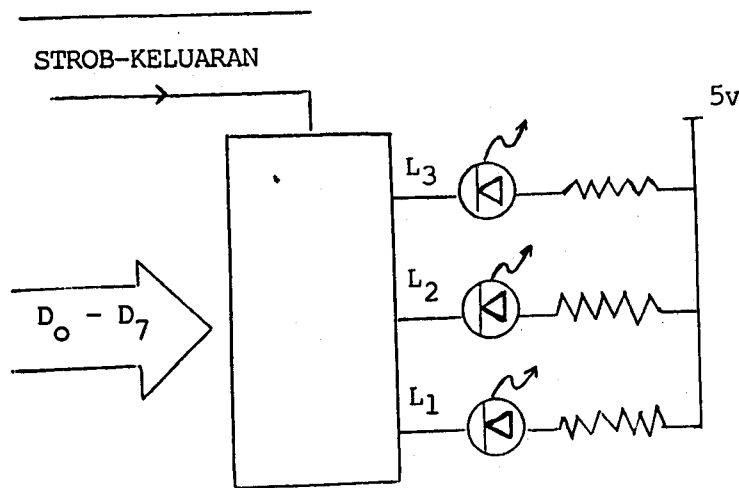 STROB-KELUARAN
5v
L₃
L₂
D₀ - D₇
L₁